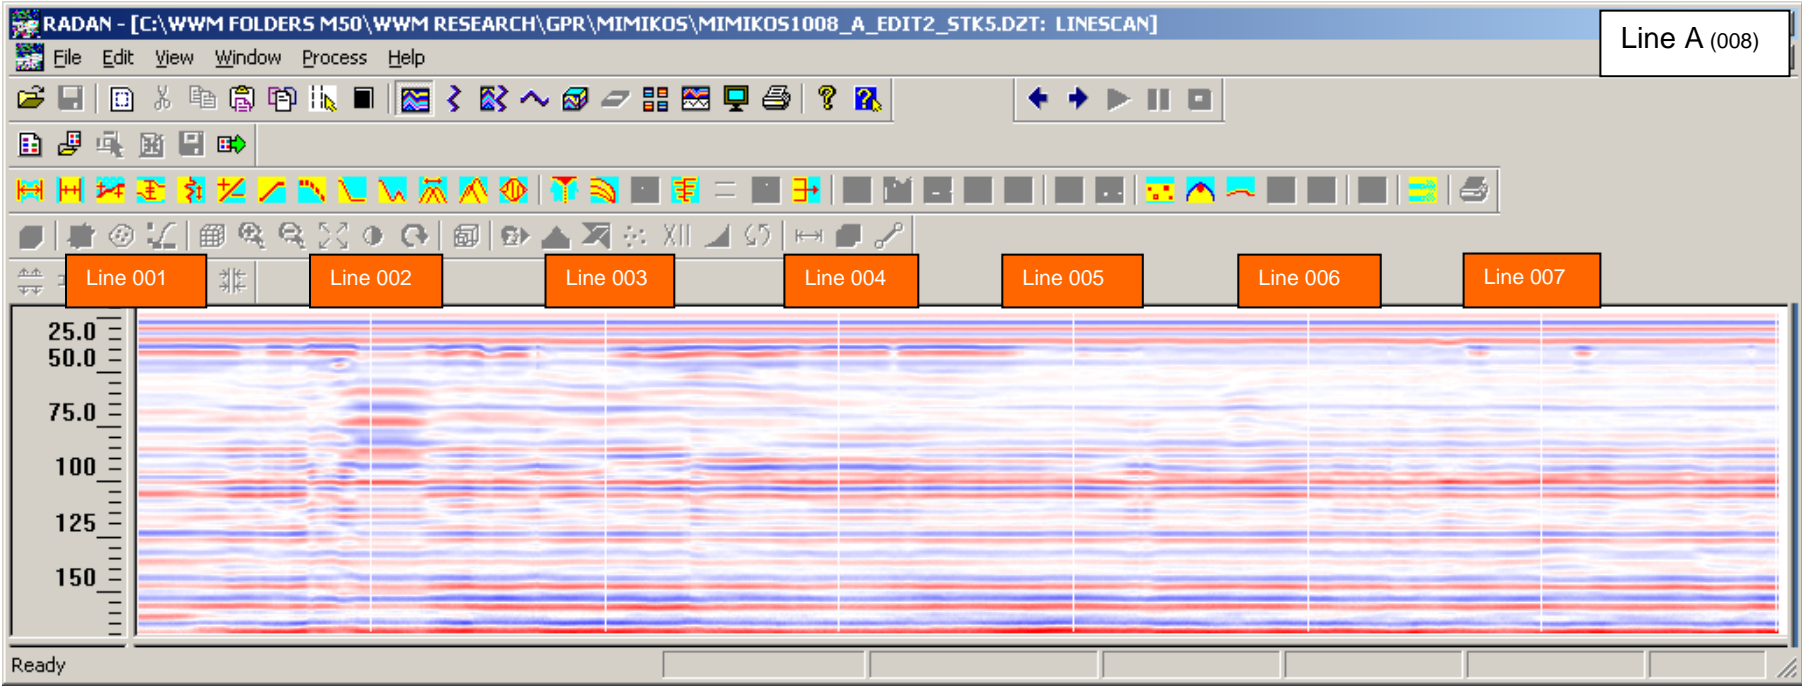 RADAN - [C:\WWM FOLDERS M50\WWM RESEARCH\GPR\MIMIKOS\MIMIKOS1008_A_EDIT2_STK5.DZT: LINESCAN]
Line A (008)
File Edit View Window Process Help
Line 001 Line 002 Line 003 Line 004 Line 005 Line 006 Line 007
25.0
50.0
75.0
100
125
150
Ready